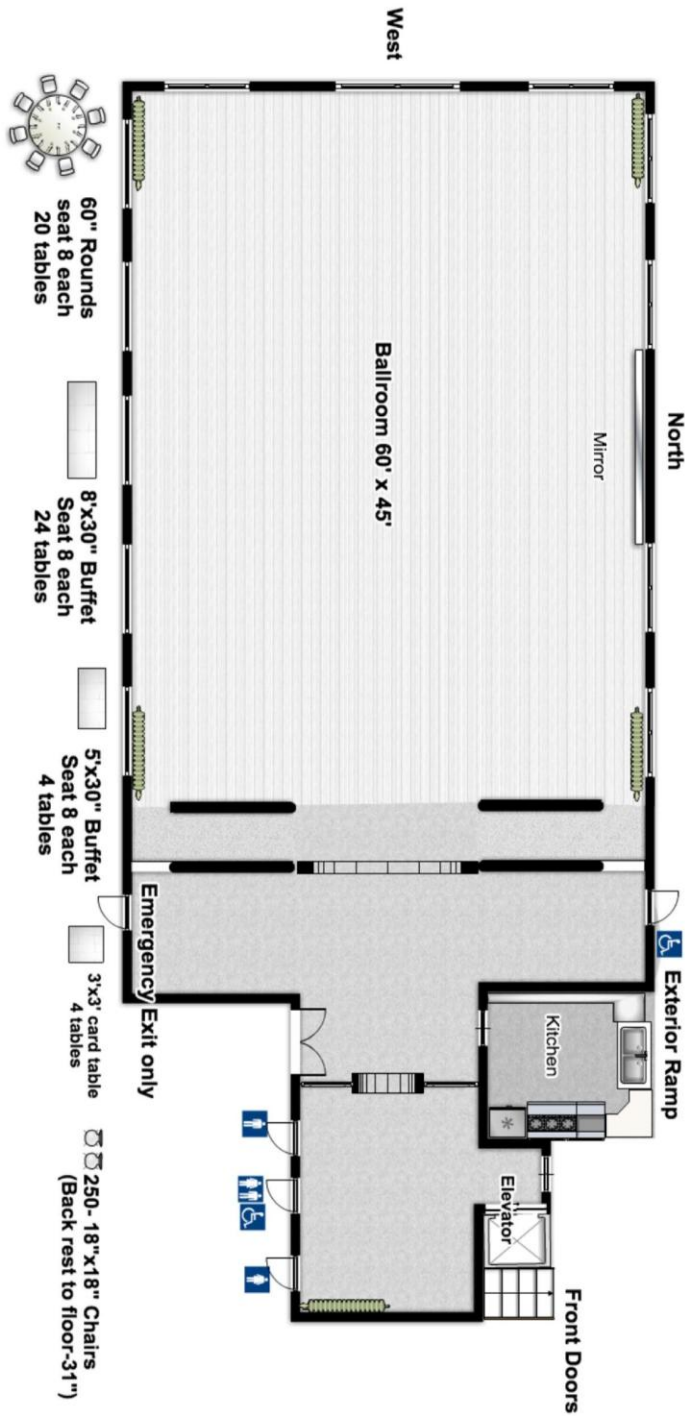 West
North
Mirror
Ballroom 60' x 45'
Exterior Ramp
Kitchen
Elevator
Front Doors
Emergency Exit only
60" Rounds
seat 8 each
20 tables
8'x30" Buffet
Seat 8 each
24 tables
5'x30" Buffet
Seat 8 each
4 tables
3'x3' card table
4 tables
250- 18"x18" Chairs
(Back rest to floor-31")